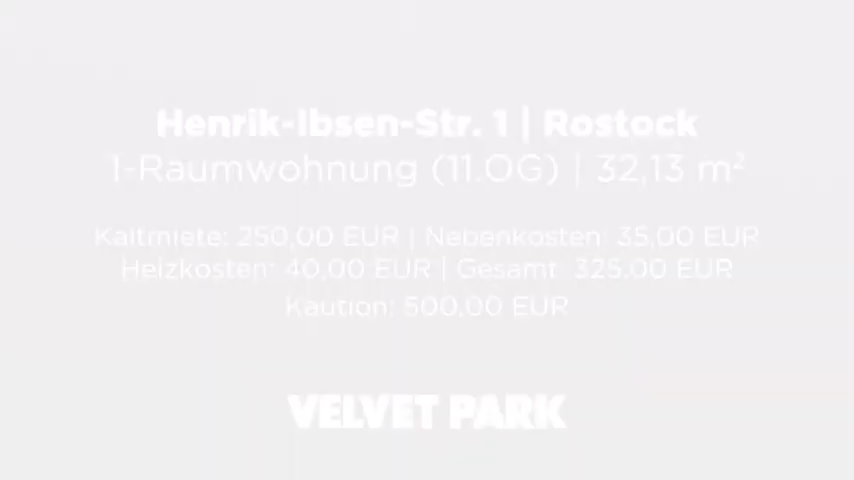 Henrik-Ibsen-Str. 1 | Rostock
1-Raumwohnung (11.OG) | 32,13 m²
Kaltmiete: 250,00 EUR | Nebenkosten: 35,00 EUR
Heizkosten: 40,00 EUR | Gesamt: 325,00 EUR
Kaution: 500,00 EUR
VELVET PARK